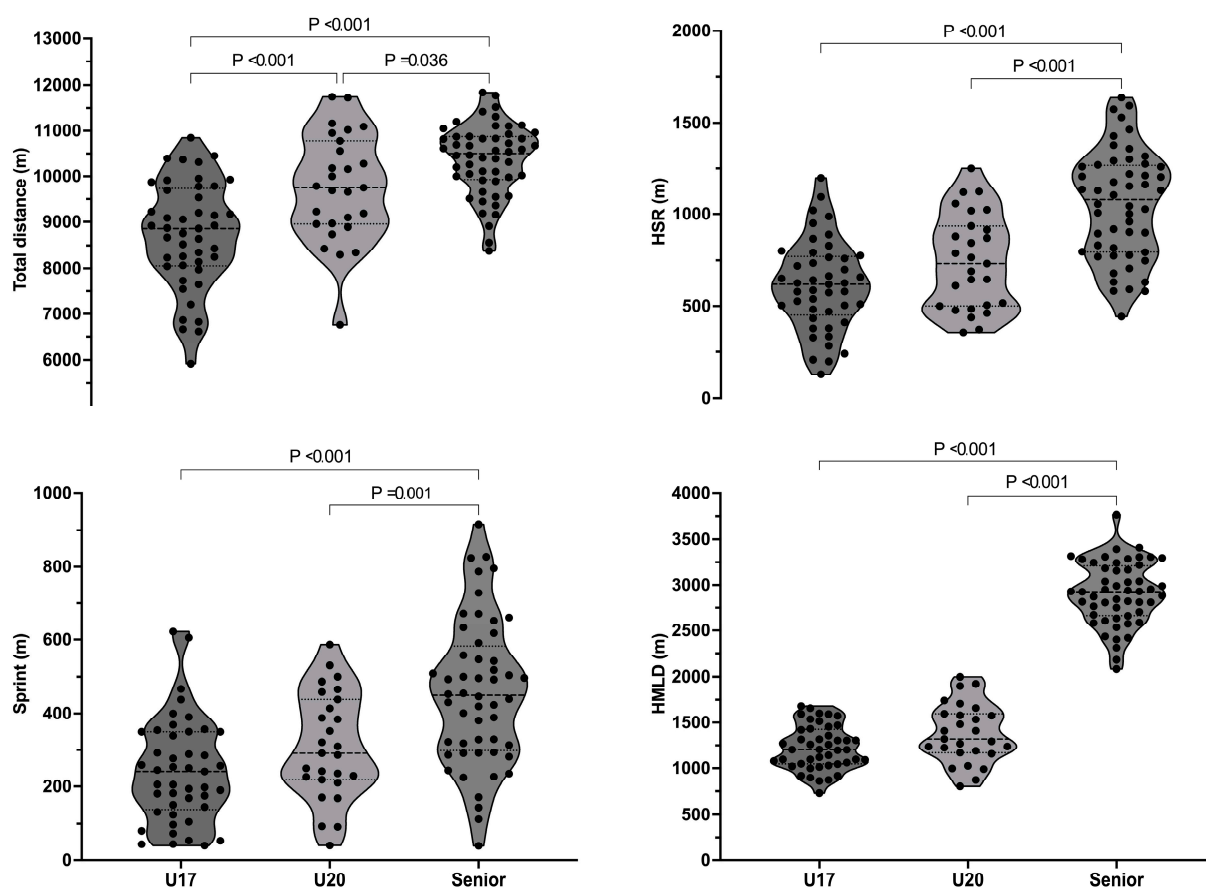 P <0.001
P <0.001
P =0.036
Total distance (m)
13000
12000
11000
10000
9000
8000
7000
6000
P <0.001
P <0.001
HSR (m)
2000
1500
1000
500
0
P <0.001
P =0.001
Sprint (m)
1000
800
600
400
200
0
U17
U20
Senior
P <0.001
P <0.001
HMLD (m)
4000
3500
3000
2500
2000
1500
1000
500
0
U17
U20
Senior